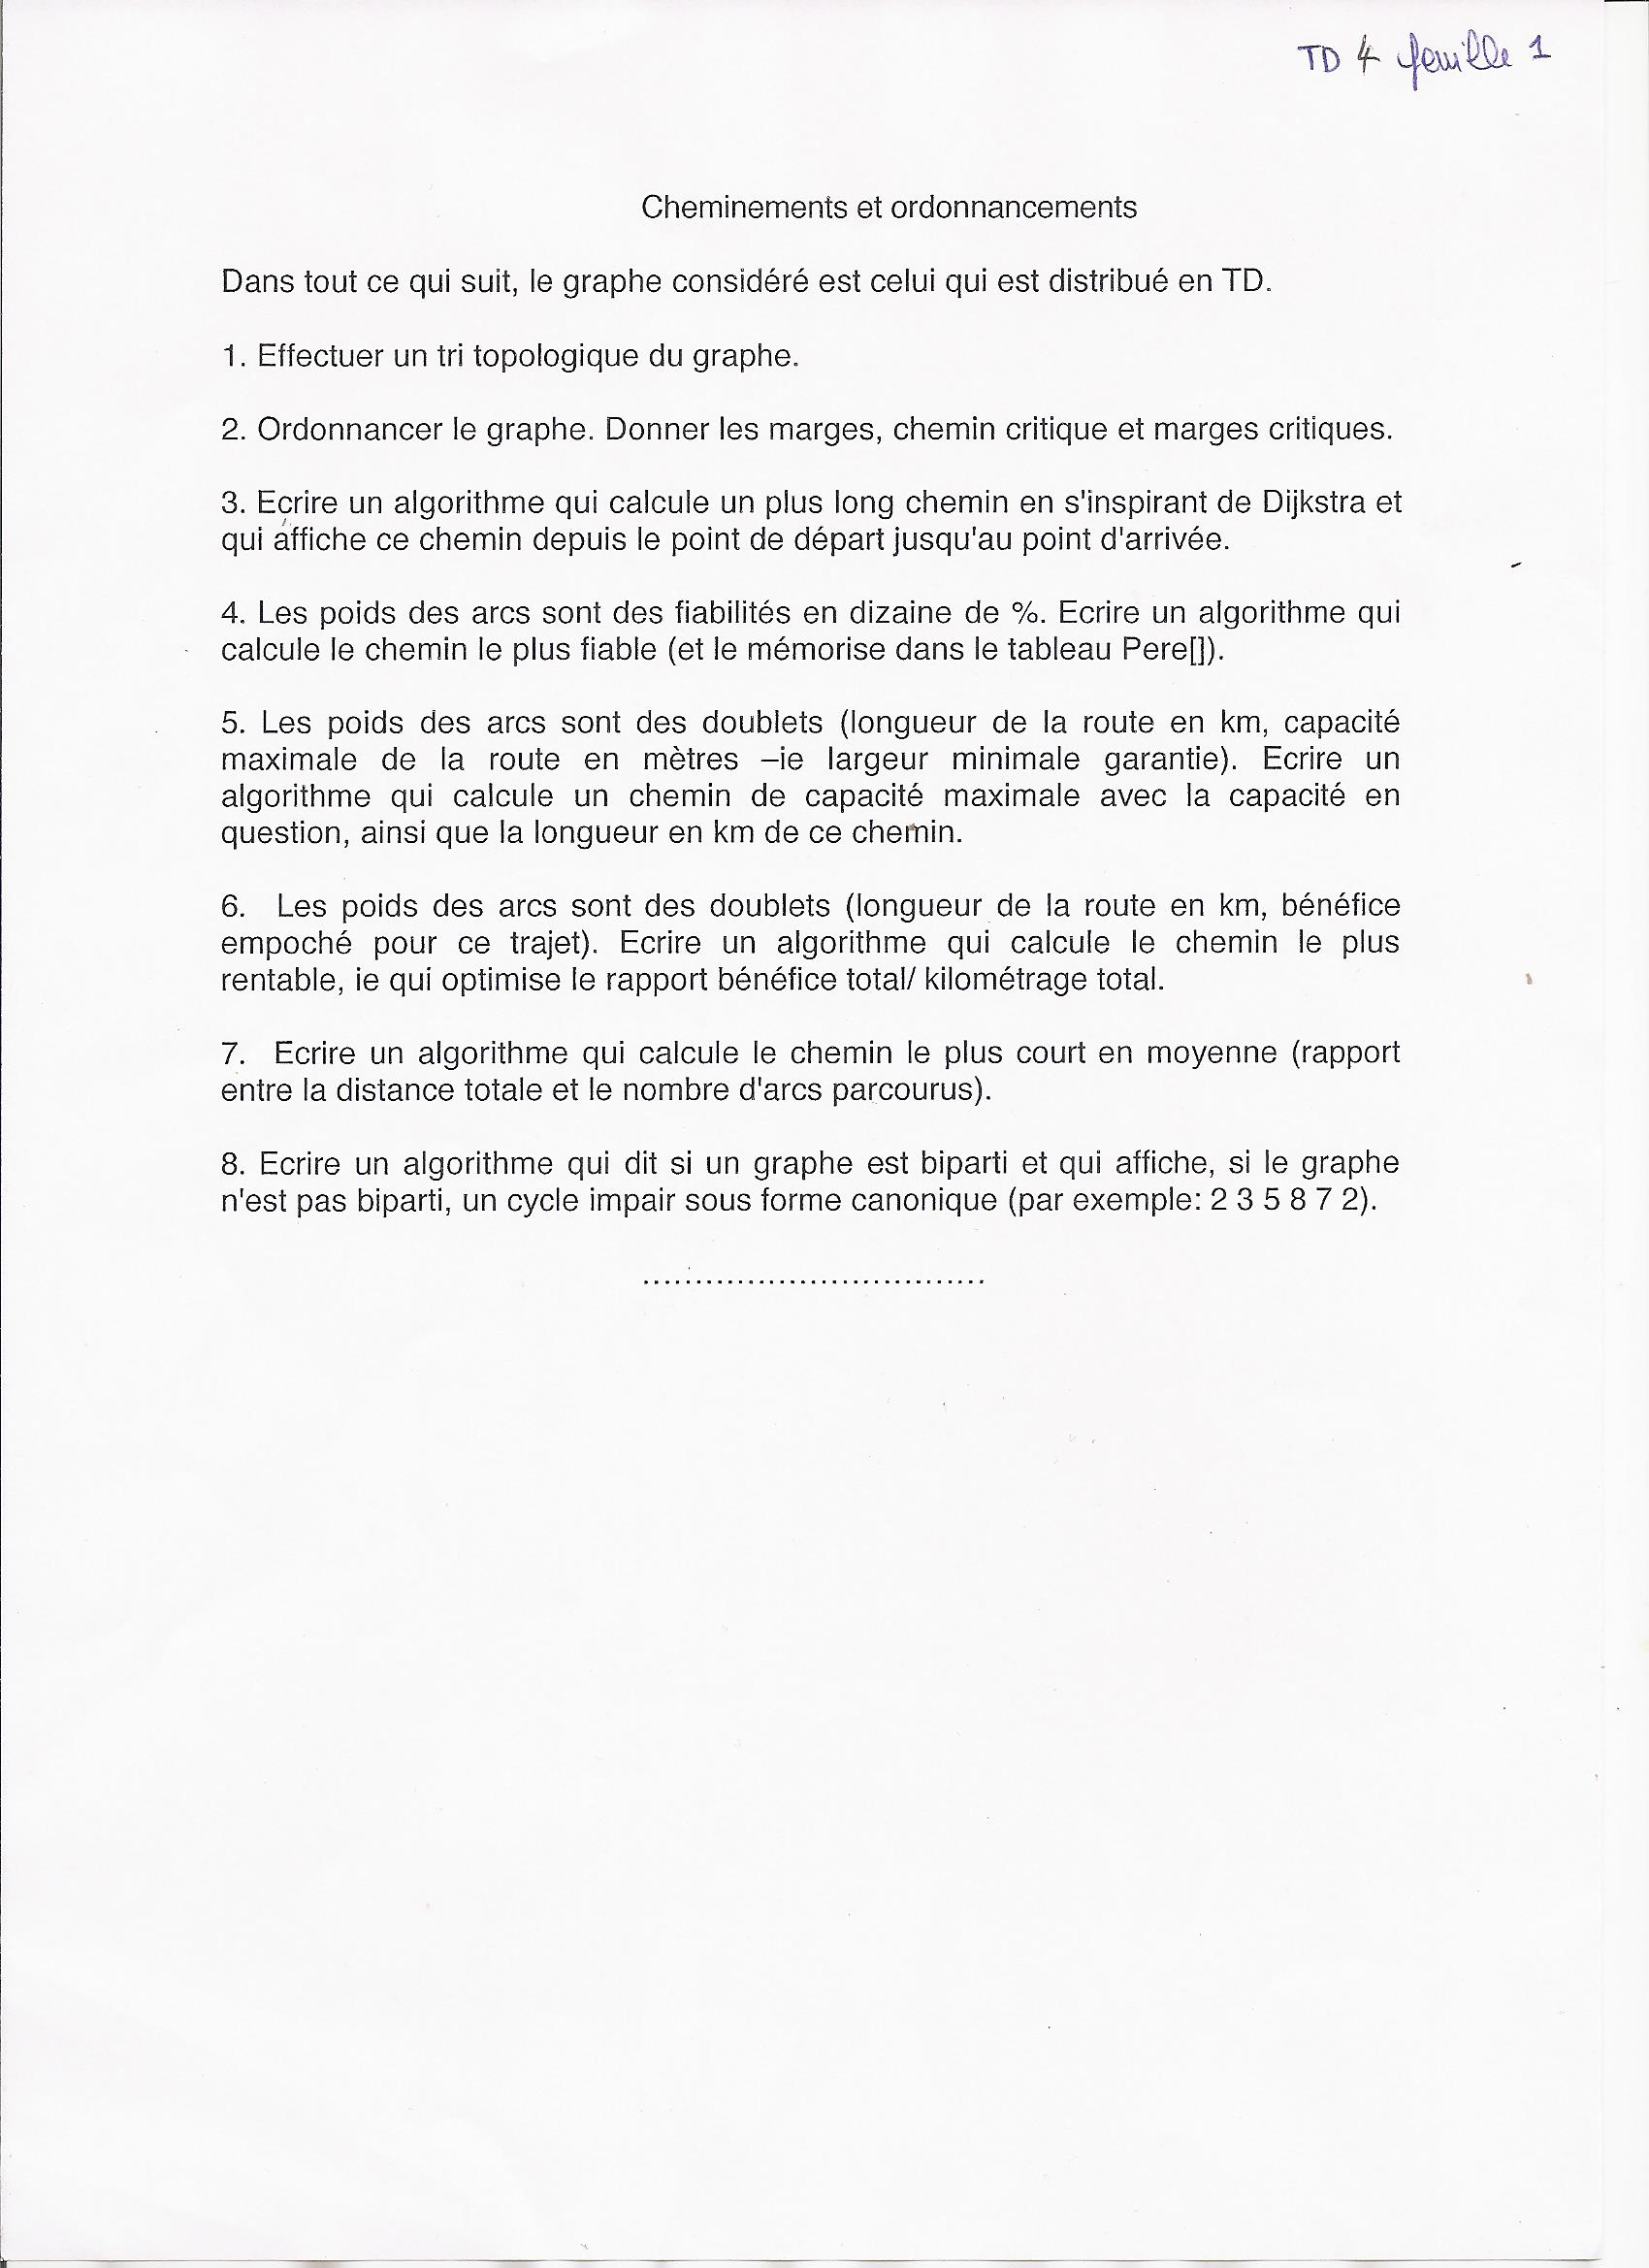 TD 4 feuille 1
Cheminements et ordonnancements
Dans tout ce qui suit, le graphe considéré est celui qui est distribué en TD.
1. Effectuer un tri topologique du graphe.
2. Ordonnancer le graphe. Donner les marges, chemin critique et marges critiques.
3. Ecrire un algorithme qui calcule un plus long chemin en s'inspirant de Dijkstra et
qui affiche ce chemin depuis le point de départ jusqu'au point d'arrivée.
4. Les poids des arcs sont des fiabilités en dizaine de %. Ecrire un algorithme qui
calcule le chemin le plus fiable (et le mémorise dans le tableau Pere[]).
5. Les poids des arcs sont des doublets (longueur de la route en km, capacité
maximale de la route en mètres –ie largeur minimale garantie). Ecrire un
algorithme qui calcule un chemin de capacité maximale avec la capacité en
question, ainsi que la longueur en km de ce chemin.
6. Les poids des arcs sont des doublets (longueur de la route en km, bénéfice
empoché pour ce trajet). Ecrire un algorithme qui calcule le chemin le plus
rentable, ie qui optimise le rapport bénéfice total/ kilométrage total.
7. Ecrire un algorithme qui calcule le chemin le plus court en moyenne (rapport
entre la distance totale et le nombre d'arcs parcourus).
8. Ecrire un algorithme qui dit si un graphe est biparti et qui affiche, si le graphe
n'est pas biparti, un cycle impair sous forme canonique (par exemple: 2 3 5 8 7 2).
.................................